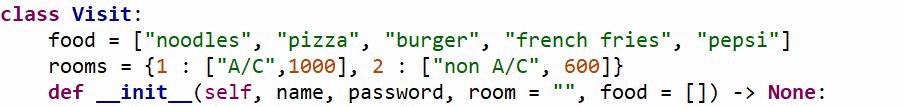 class Visit:
    food = ["noodles", "pizza", "burger", "french fries", "pepsi"]
    rooms = {1 : ["A/C",1000], 2 : ["non A/C", 600]}
    def __init__(self, name, password, room = "", food = []) -> None: